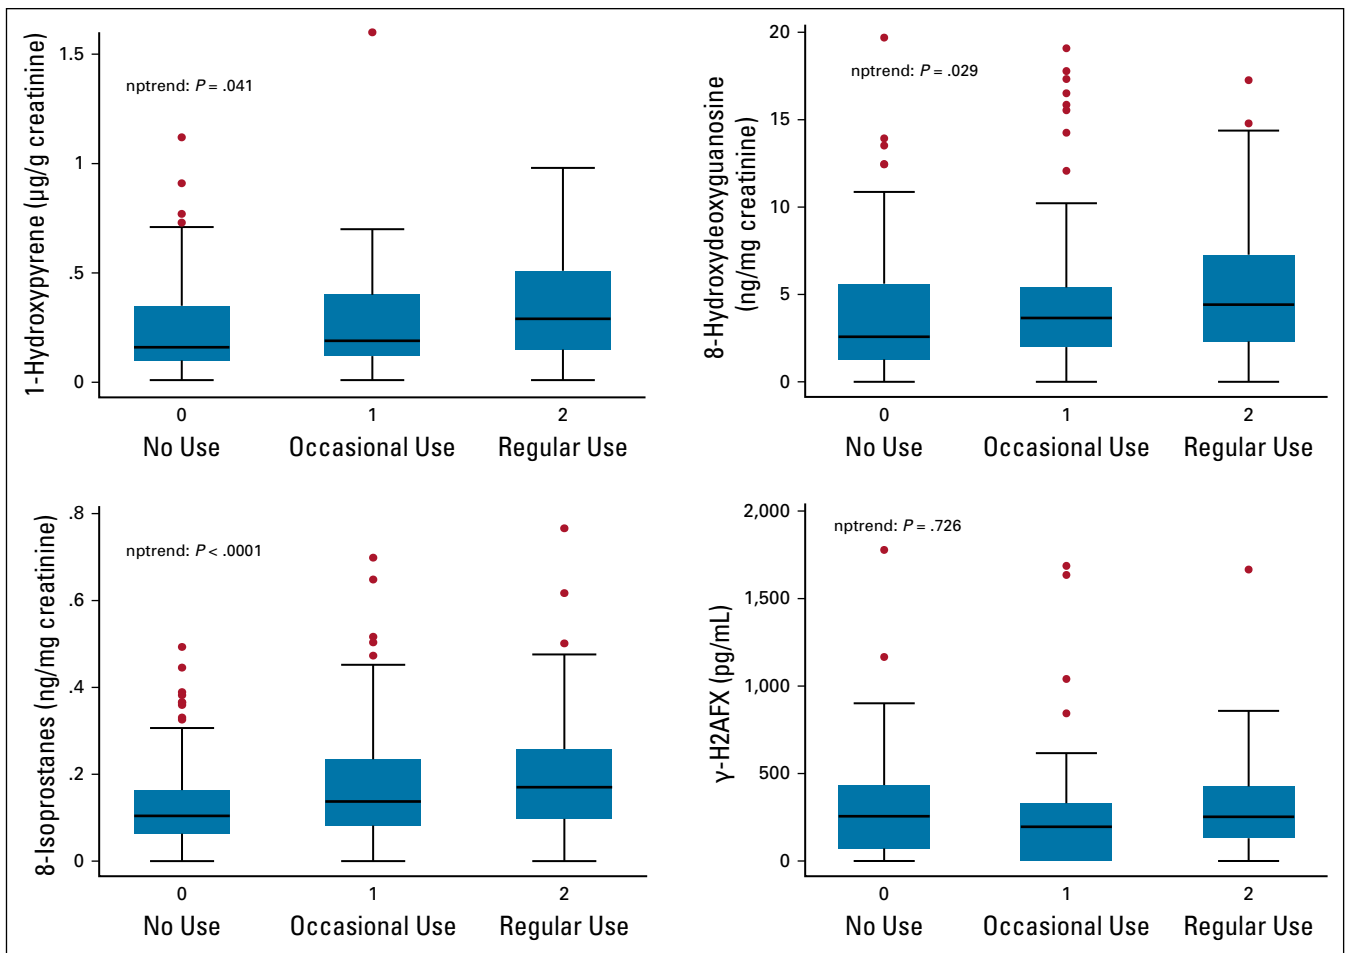 1-Hydroxypyrene (µg/g creatinine)
nptrend: P = .041
1.5
1
.5
0
0
1
2
No Use
Occasional Use
Regular Use
8-Hydroxydeoxyguanosine
(ng/mg creatinine)
nptrend: P = .029
20
15
10
5
0
0
1
2
No Use
Occasional Use
Regular Use
8-Isoprostanes (ng/mg creatinine)
nptrend: P < .0001
.8
.6
.4
.2
0
0
1
2
No Use
Occasional Use
Regular Use
γ-H2AFX (pg/mL)
nptrend: P = .726
2,000
1,500
1,000
500
0
0
1
2
No Use
Occasional Use
Regular Use